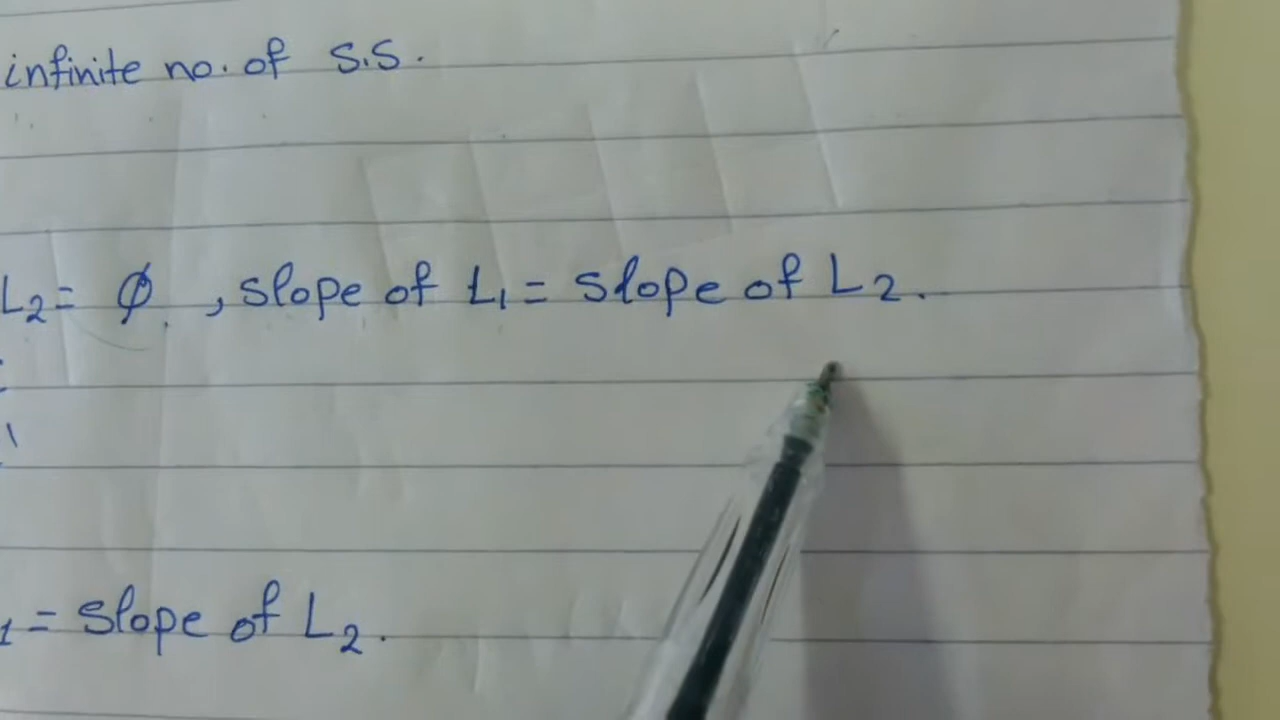 infinite no. of S.S.
L2 = Ø , slope of L1 = slope of L2.
1 = slope of L2.